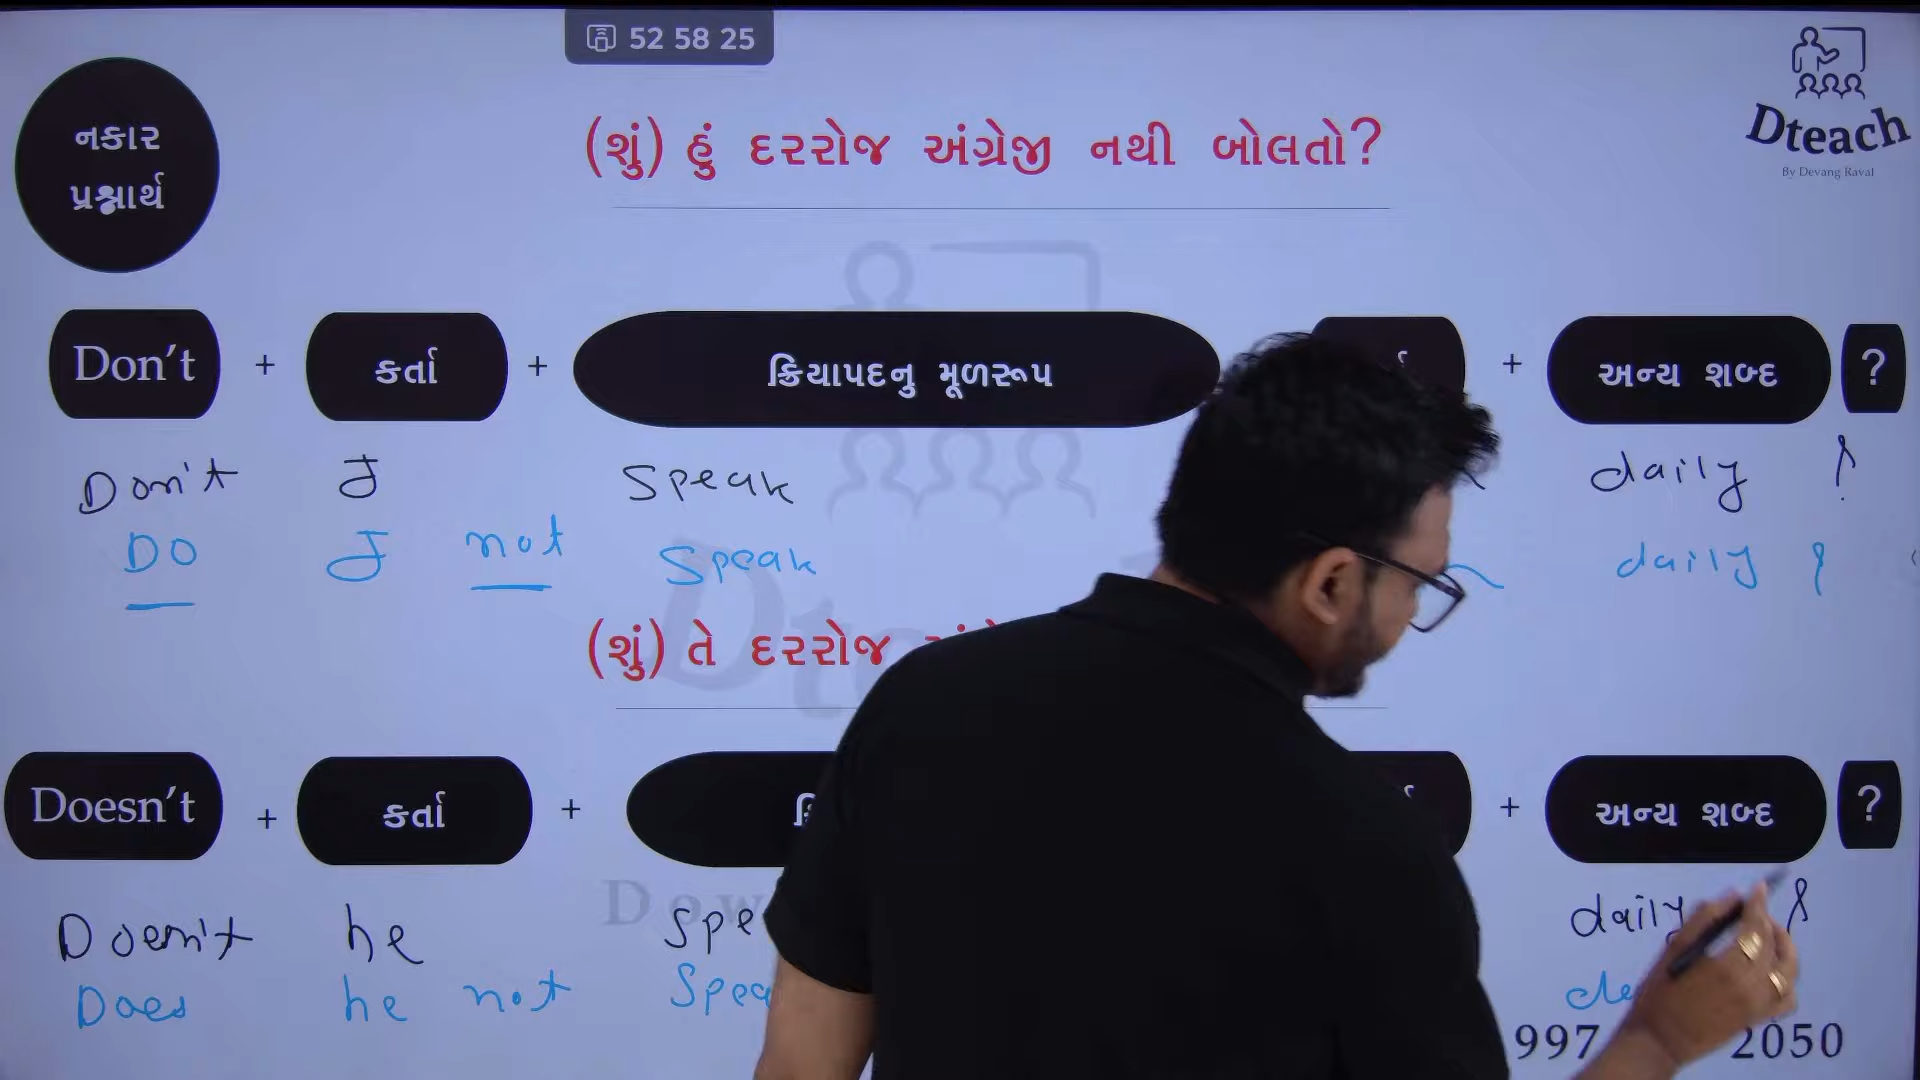 52 58 25
Dteach
By Devang Raval
નકાર
પ્રશ્નાર્થ
(શું) હું દરરોજ અંગ્રેજી નથી બોલતો?
Don't + કર્તા + ક્રિયાપદનુ મૂળરૂપ + અન્ય શબ્દ ?
Don't I speak daily ?
Do I not speak daily ?
(શું) તે દરરોજ
Doesn't + કર્તા + + અન્ય શબ્દ ?
Doesn't he spe daily ?
Does he not spea
997 2050